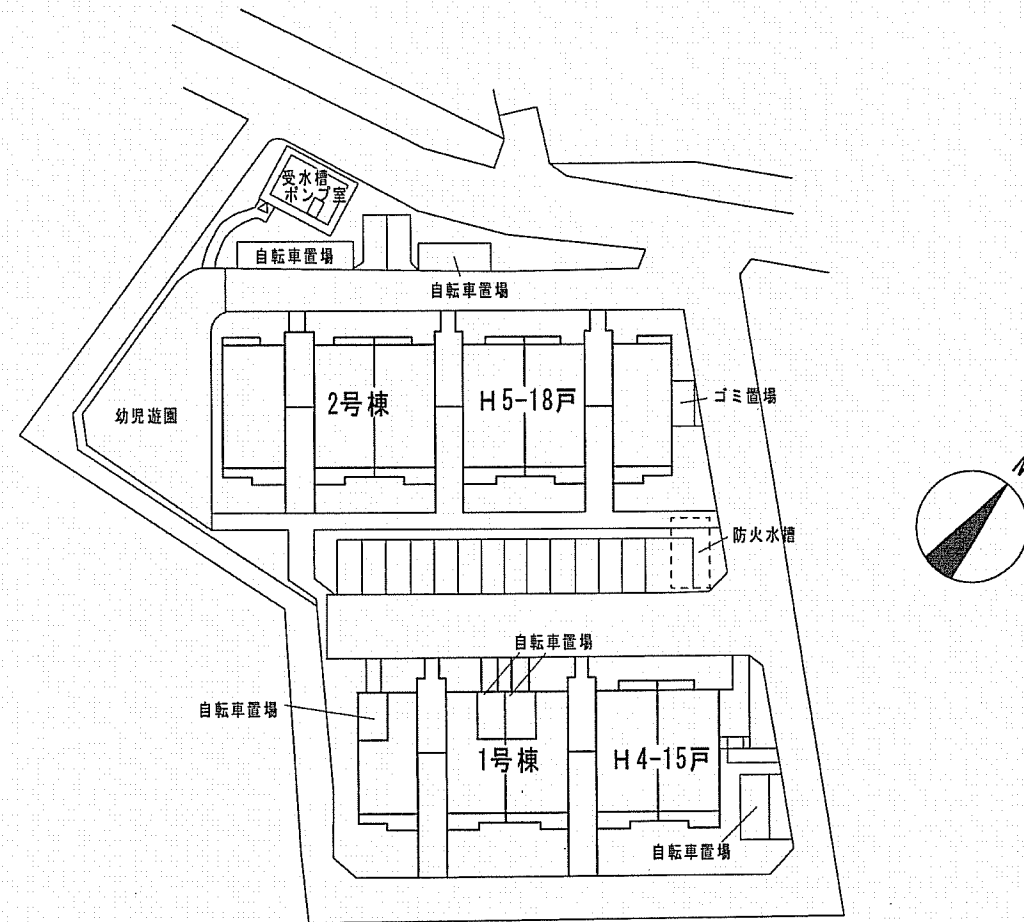 受水槽
ポンプ室
自転車置場
自転車置場
2号棟
H5-18戸
ゴミ置場
幼児遊園
N
防火水槽
自転車置場
自転車置場
1号棟
H4-15戸
自転車置場